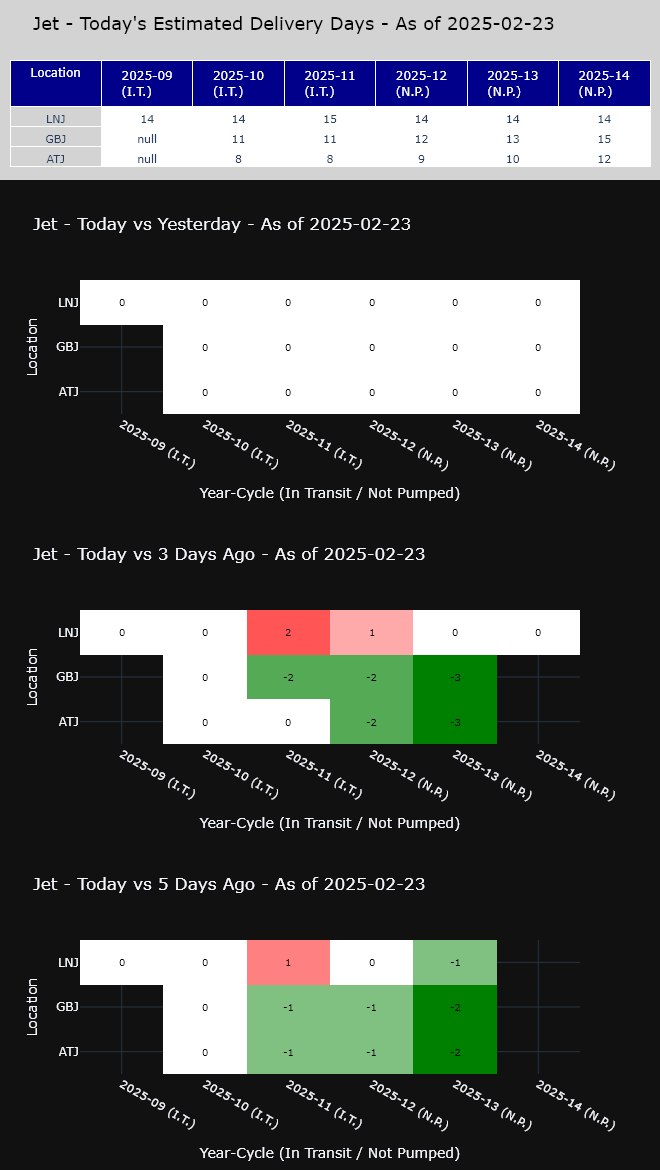 Jet - Today's Estimated Delivery Days - As of 2025-02-23
Location 2025-09 (I.T.) 2025-10 (I.T.) 2025-11 (I.T.) 2025-12 (N.P.) 2025-13 (N.P.) 2025-14 (N.P.)
LNJ 14 14 15 14 14 14
GBJ null 11 11 12 13 15
ATJ null 8 8 9 10 12
Jet - Today vs Yesterday - As of 2025-02-23
Location
LNJ 0 0 0 0 0 0
GBJ 0 0 0 0 0
ATJ 0 0 0 0 0
2025-09 (I.T.) 2025-10 (I.T.) 2025-11 (I.T.) 2025-12 (N.P.) 2025-13 (N.P.) 2025-14 (N.P.)
Year-Cycle (In Transit / Not Pumped)
Jet - Today vs 3 Days Ago - As of 2025-02-23
Location
LNJ 0 0 2 1 0 0
GBJ 0 -2 -2 -3
ATJ 0 0 -2 -3
2025-09 (I.T.) 2025-10 (I.T.) 2025-11 (I.T.) 2025-12 (N.P.) 2025-13 (N.P.) 2025-14 (N.P.)
Year-Cycle (In Transit / Not Pumped)
Jet - Today vs 5 Days Ago - As of 2025-02-23
Location
LNJ 0 0 1 0 -1
GBJ 0 -1 -1 -2
ATJ 0 -1 -1 -2
2025-09 (I.T.) 2025-10 (I.T.) 2025-11 (I.T.) 2025-12 (N.P.) 2025-13 (N.P.) 2025-14 (N.P.)
Year-Cycle (In Transit / Not Pumped)